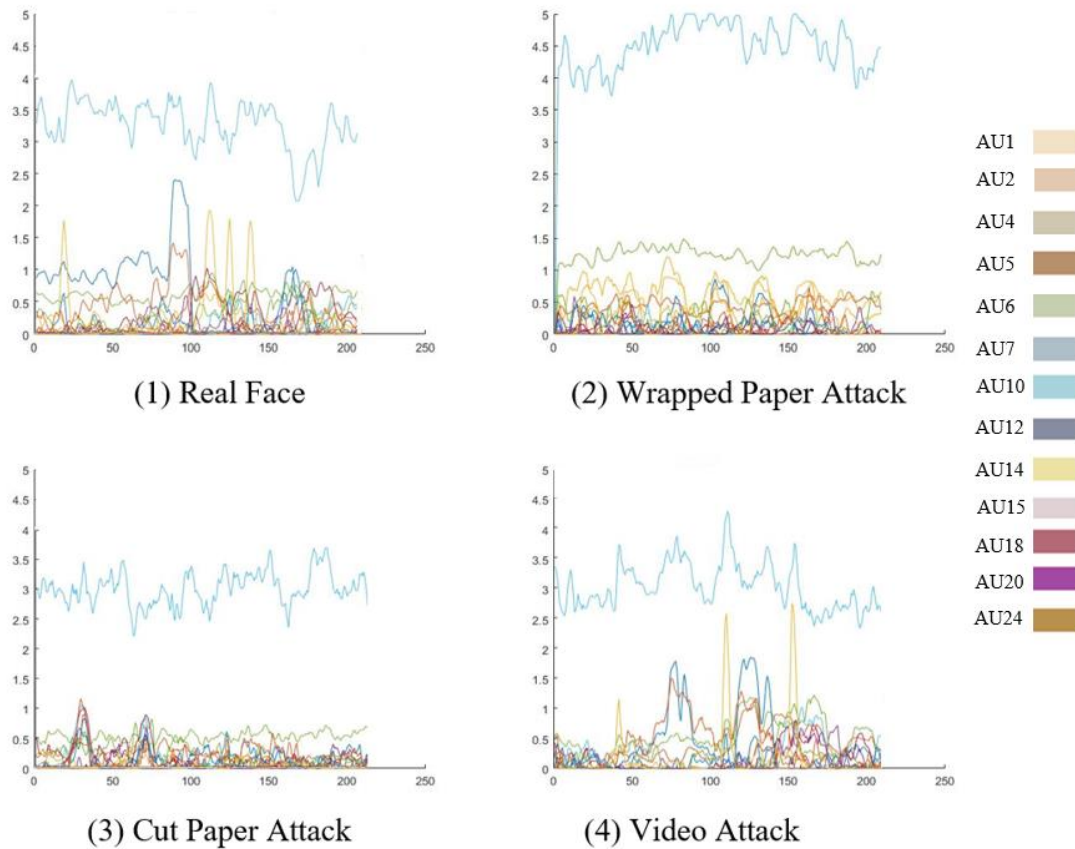 5
4.5
4
3.5
3
2.5
2
1.5
1
0.5
0
0 50 100 150 200 250
(1) Real Face
5
4.5
4
3.5
3
2.5
2
1.5
1
0.5
0
0 50 100 150 200 250
(2) Wrapped Paper Attack
5
4.5
4
3.5
3
2.5
2
1.5
1
0.5
0
0 50 100 150 200 250
(3) Cut Paper Attack
5
4.5
4
3.5
3
2.5
2
1.5
1
0.5
0
0 50 100 150 200 250
(4) Video Attack
AU1
AU2
AU4
AU5
AU6
AU7
AU10
AU12
AU14
AU15
AU18
AU20
AU24